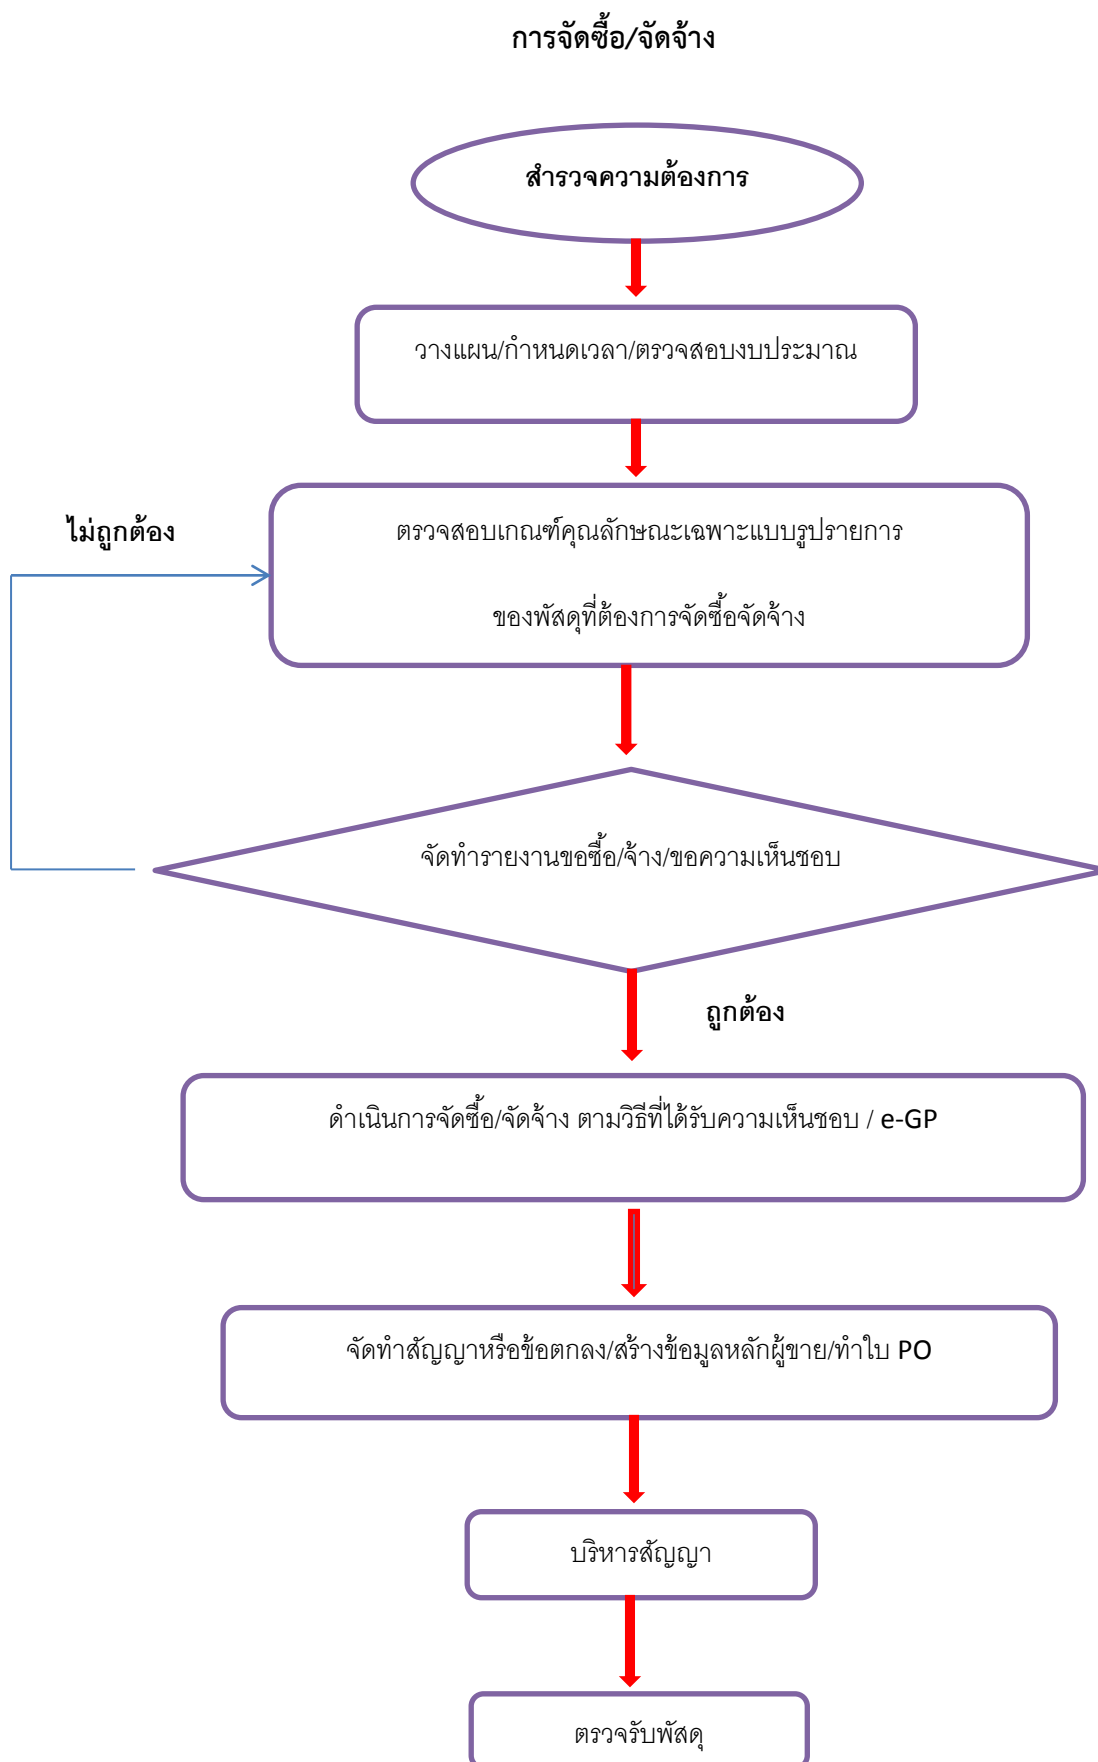 การจัดซื้อ/จัดจ้าง
สำรวจความต้องการ
วางแผน/กำหนดเวลา/ตรวจสอบงบประมาณ
ไม่ถูกต้อง
ตรวจสอบเกณฑ์คุณลักษณะเฉพาะแบบรูปรายการ
ของพัสดุที่ต้องการจัดซื้อจัดจ้าง
จัดทำรายงานขอซื้อ/จ้าง/ขอความเห็นชอบ
ถูกต้อง
ดำเนินการจัดซื้อ/จัดจ้าง ตามวิธีที่ได้รับความเห็นชอบ / e-GP
จัดทำสัญญาหรือข้อตกลง/สร้างข้อมูลหลักผู้ขาย/ทำใบ PO
บริหารสัญญา
ตรวจรับพัสดุ